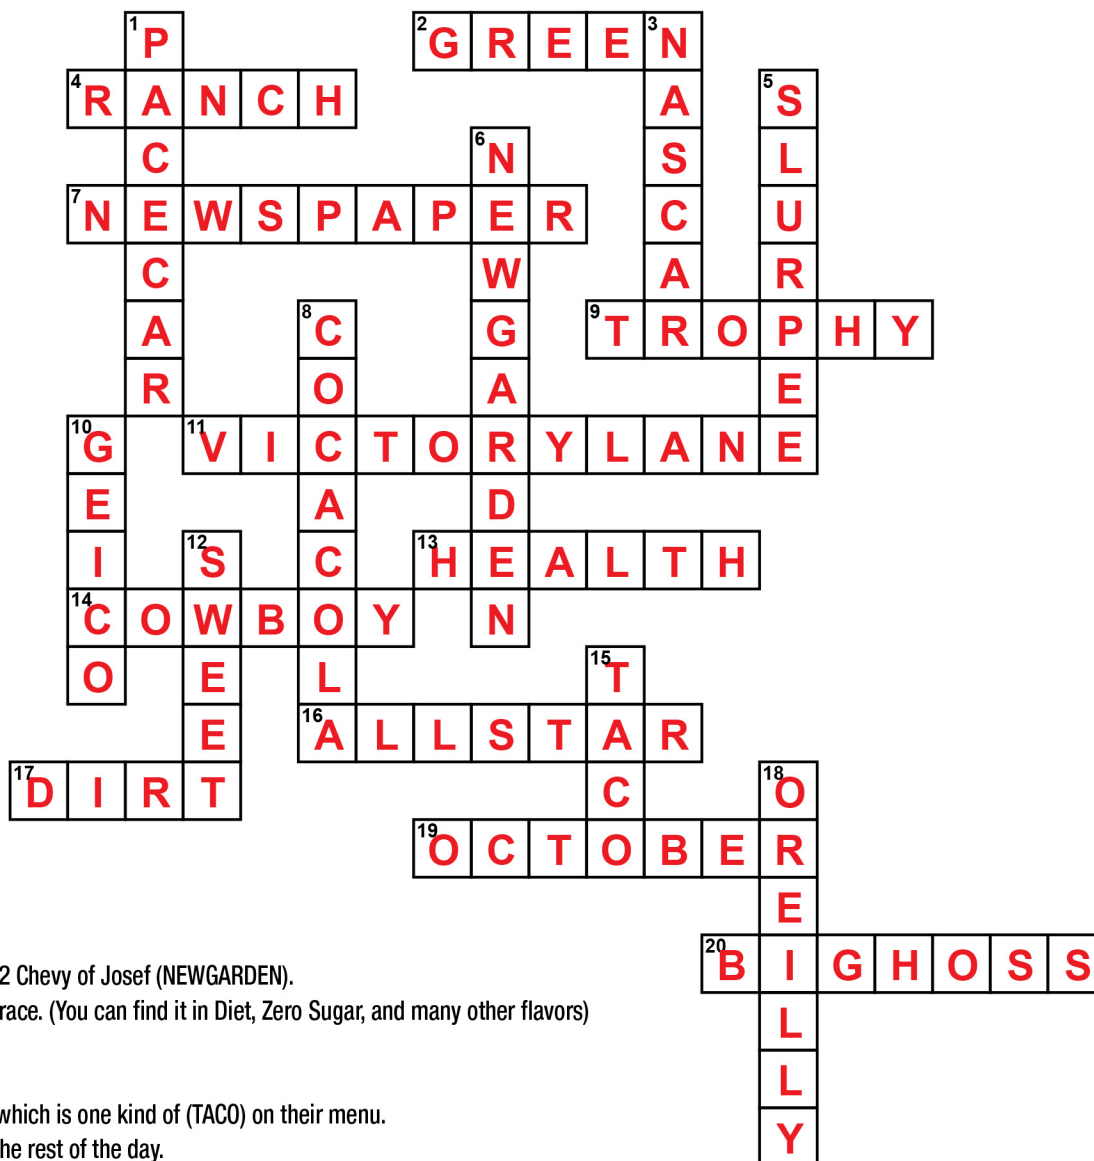 1 P 2 G R E E 3 N
4 R A N C H A 5 S
C 6 N S L
7 N E W S P A P E R C U
C W A R
A 8 C G 9 T R O P H Y
R O A E
10 G 11 V I C T O R Y L A N E
E A D
I 12 S C 13 H E A L T H
14 C O W B O Y N
O E L 15 T
E 16 A L L S T A R
17 D I R T C 18 O
19 O C T O B E R
E
20 B I G H O S S
2 Chevy of Josef (NEWGARDEN).
race. (You can find it in Diet, Zero Sugar, and many other flavors)
L
L
which is one kind of (TACO) on their menu.
Y
he rest of the day.